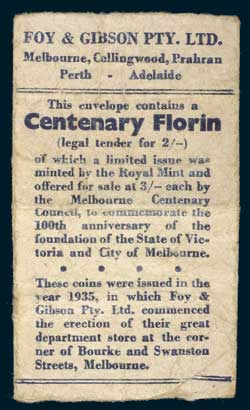 FOY & GIBSON PTY. LTD.
Melbourne, Collingwood, Prahran
Perth - Adelaide
This envelope contains a
Centenary Florin
(legal tender for 2/-)
of which a limited issue was
minted by the Royal Mint and
offered for sale at 3/- each by
the Melbourne Centenary
Council, to commemorate the
100th anniversary of the
foundation of the State of Vic-
toria and City of Melbourne.
• • • • •
These coins were issued in the
year 1935, in which Foy &
Gibson Pty. Ltd. commenced
the erection of their great
department store at the cor-
ner of Bourke and Swanston
Streets, Melbourne.